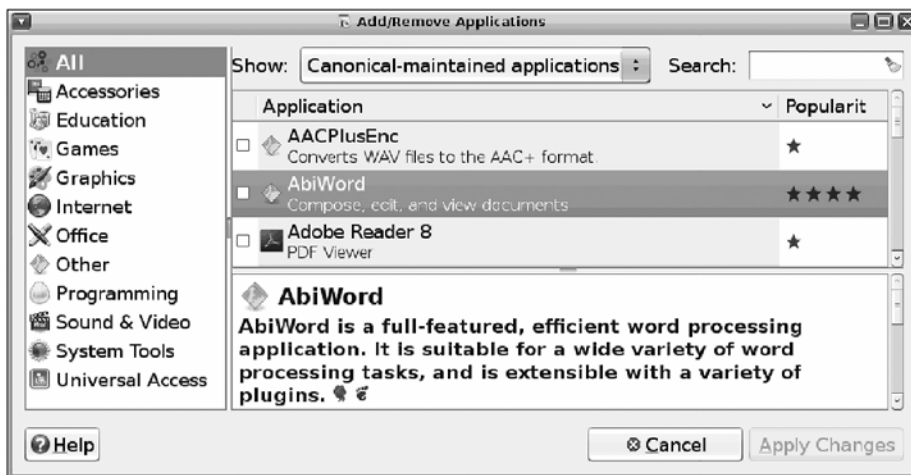 Add/Remove Applications
All
Accessories
Education
Games
Graphics
Internet
Office
Other
Programming
Sound & Video
System Tools
Universal Access
Show: Canonical-maintained applications Search:
Application Popularit
AACPlusEnc
Converts WAV files to the AAC+ format.
AbiWord
Compose, edit, and view documents
Adobe Reader 8
PDF Viewer
AbiWord
AbiWord is a full-featured, efficient word processing
application. It is suitable for a wide variety of word
processing tasks, and is extensible with a variety of
plugins.
Help Cancel Apply Changes